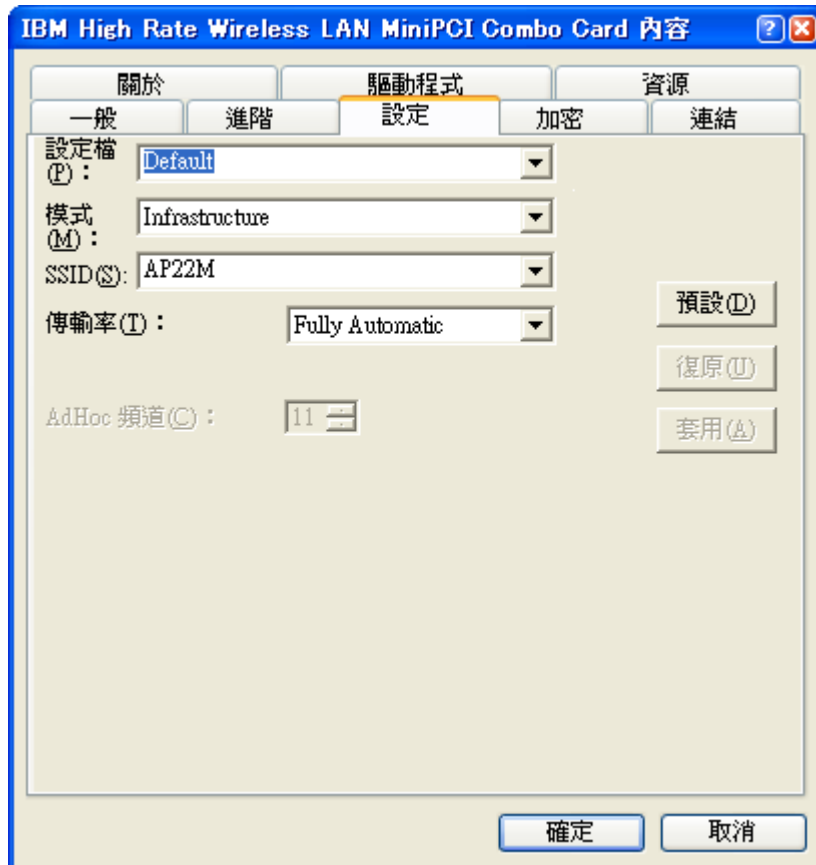 IBM High Rate Wireless LAN MiniPCI Combo Card 內容
關於 驅動程式 資源
一般 進階 設定 加密 連結
設定檔
(P)：
Default
模式
(M)：
Infrastructure
SSID(S): AP22M
傳輸率(T)： Fully Automatic
預設(D)
復原(U)
AdHoc 頻道(C)： 11
套用(A)
確定 取消